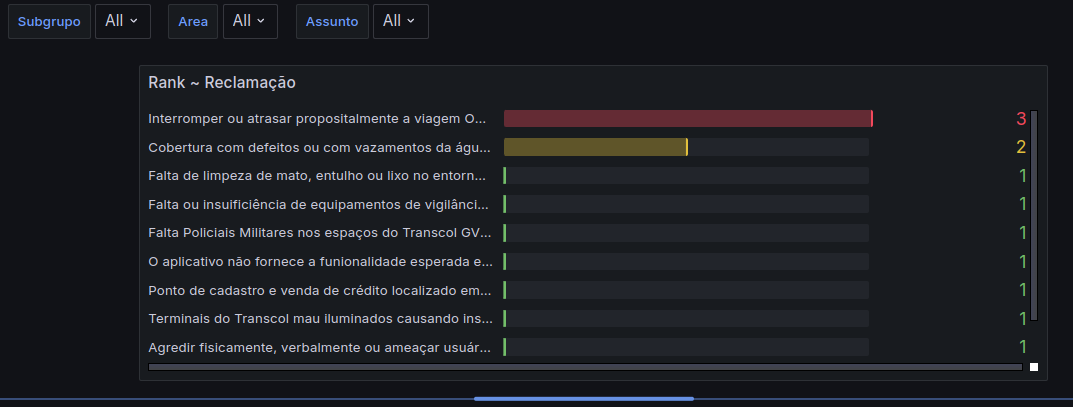 Subgrupo All Area All Assunto All
Rank ~ Reclamação
Interromper ou atrasar propositalmente a viagem O... 3
Cobertura com defeitos ou com vazamentos da águ... 2
Falta de limpeza de mato, entulho ou lixo no entorn... 1
Falta ou insuificiência de equipamentos de vigilânci... 1
Falta Policiais Militares nos espaços do Transcol GV... 1
O aplicativo não fornece a funionalidade esperada e... 1
Ponto de cadastro e venda de crédito localizado em... 1
Terminais do Transcol mau iluminados causando ins... 1
Agredir fisicamente, verbalmente ou ameaçar usuár... 1